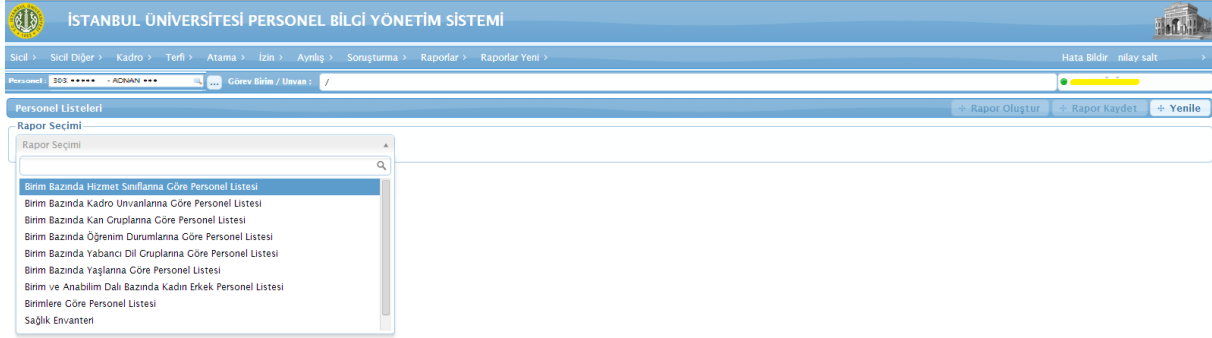 İSTANBUL ÜNİVERSİTESİ PERSONEL BİLGİ YÖNETİM SİSTEMİ
Sicil > Sicil Diğer > Kadro > Terfi > Atama > İzin > Ayrılış > Soruşturma > Raporlar > Raporlar Yeni > Hata Bildir nilay salt >
Personel : 303 ••••• - ADNAN ••• ... Görev Birim / Unvan : /
Personel Listeleri Rapor Oluştur Rapor Kaydet Yenile
Rapor Seçimi
Rapor Seçimi
Birim Bazında Hizmet Sınıflarına Göre Personel Listesi
Birim Bazında Kadro Unvanlarına Göre Personel Listesi
Birim Bazında Kan Gruplarına Göre Personel Listesi
Birim Bazında Öğrenim Durumlarına Göre Personel Listesi
Birim Bazında Yabancı Dil Gruplarına Göre Personel Listesi
Birim Bazında Yaşlarına Göre Personel Listesi
Birim ve Anabilim Dalı Bazında Kadın Erkek Personel Listesi
Birimlere Göre Personel Listesi
Sağlık Envanteri